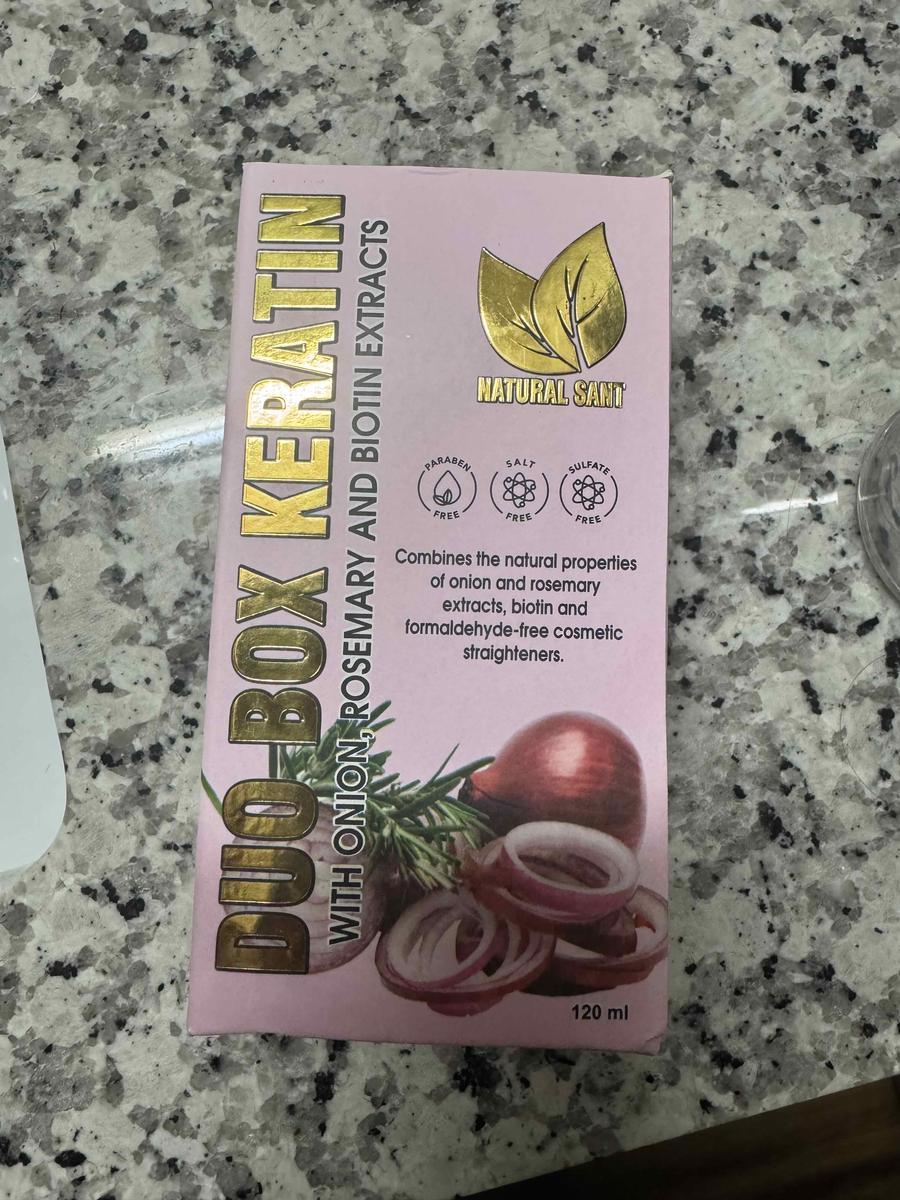 DUO BOX KERATIN
WITH ONION, ROSEMARY AND BIOTIN EXTRACTS
NATURAL SANT
PARABEN
FREE
SALT
FREE
SULFATE
FREE
Combines the natural properties
of onion and rosemary
extracts, biotin and
formaldehyde-free cosmetic
straighteners.
120 ml